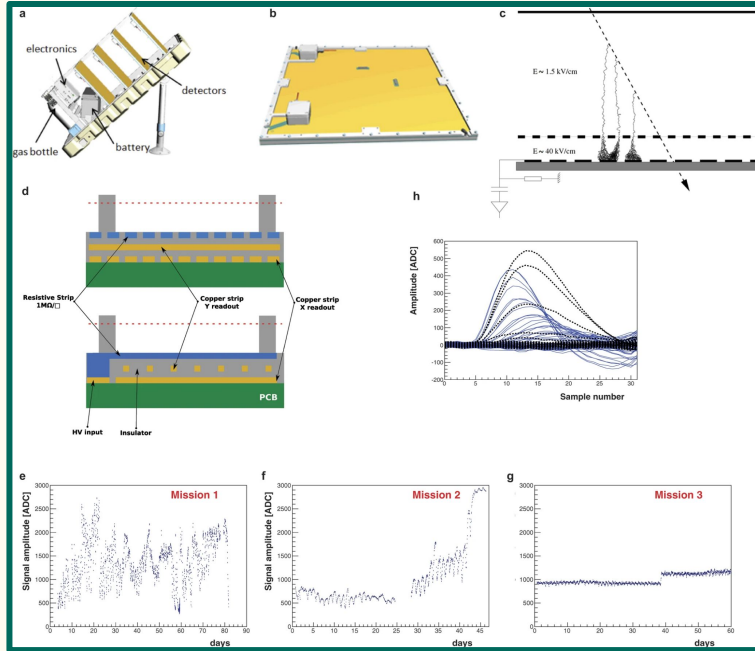 a
electronics
detectors
gas bottle
battery
b
c
E ~ 1.5 kV/cm
E ~ 40 kV/cm
d
Resistive Strip
1MΩ/□
Copper strip
Y readout
Copper strip
X readout
HV input
Insulator
PCB
h
Amplitude [ADC]
600
500
400
300
200
100
0
-100
-200
0 5 10 15 20 25 30
Sample number
e
Mission 1
Signal amplitude [ADC]
3000
2500
2000
1500
1000
500
0
0 10 20 30 40 50 60 70 80 90
days
f
Mission 2
Signal amplitude [ADC]
3000
2500
2000
1500
1000
500
0
0 5 10 15 20 25 30 35 40 45
days
g
Mission 3
3000
2500
2000
1500
1000
500
0
0 10 20 30 40 50 60
days